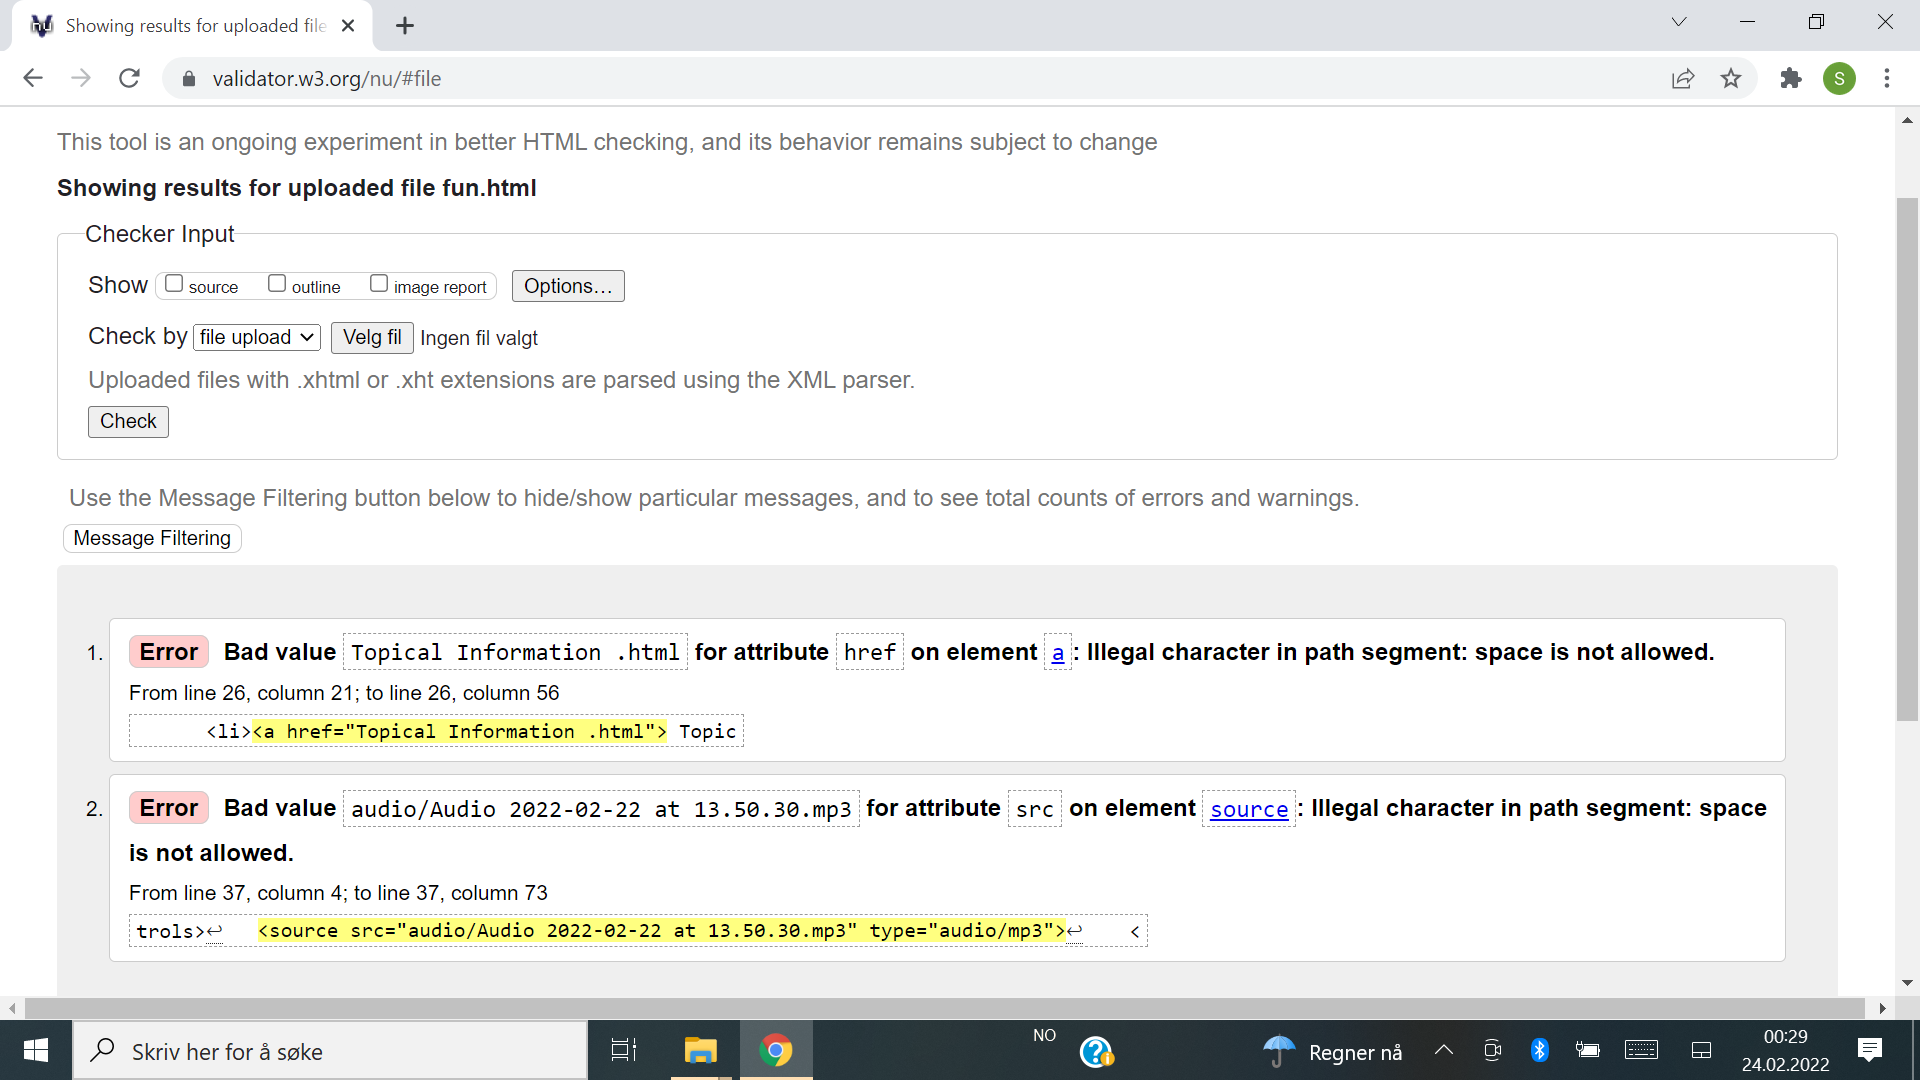 Showing results for uploaded file
validator.w3.org/nu/#file
S
This tool is an ongoing experiment in better HTML checking, and its behavior remains subject to change
Showing results for uploaded file fun.html
Checker Input
Show source outline image report Options…
Check by file upload Velg fil Ingen fil valgt
Uploaded files with .xhtml or .xht extensions are parsed using the XML parser.
Check
Use the Message Filtering button below to hide/show particular messages, and to see total counts of errors and warnings.
Message Filtering
1. Error Bad value Topical Information .html for attribute href on element a: Illegal character in path segment: space is not allowed.
From line 26, column 21; to line 26, column 56
<li><a href="Topical Information .html"> Topic
2. Error Bad value audio/Audio 2022-02-22 at 13.50.30.mp3 for attribute src on element source: Illegal character in path segment: space
is not allowed.
From line 37, column 4; to line 37, column 73
trols>↩ <source src="audio/Audio 2022-02-22 at 13.50.30.mp3" type="audio/mp3">↩ <
Skriv her for å søke
NO
Regner nå
00:29
24.02.2022